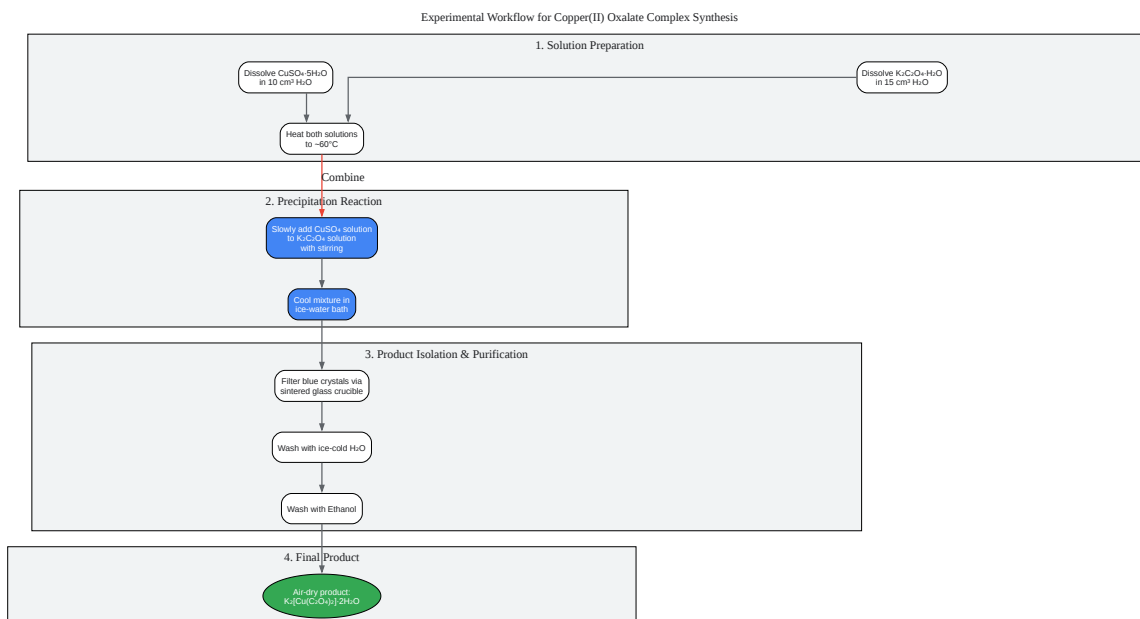 Experimental Workflow for Copper(II) Oxalate Complex Synthesis
1. Solution Preparation
Dissolve CuSO₄·5H₂O
in 10 cm³ H₂O
Dissolve K₂C₂O₄·H₂O
in 15 cm³ H₂O
Heat both solutions
to ~60°C
Combine
2. Precipitation Reaction
Slowly add CuSO₄ solution
to K₂C₂O₄ solution
with stirring
Cool mixture in
ice-water bath
3. Product Isolation & Purification
Filter blue crystals via
sintered glass crucible
Wash with ice-cold H₂O
Wash with Ethanol
4. Final Product
Air-dry product:
K₂[Cu(C₂O₄)₂]·2H₂O